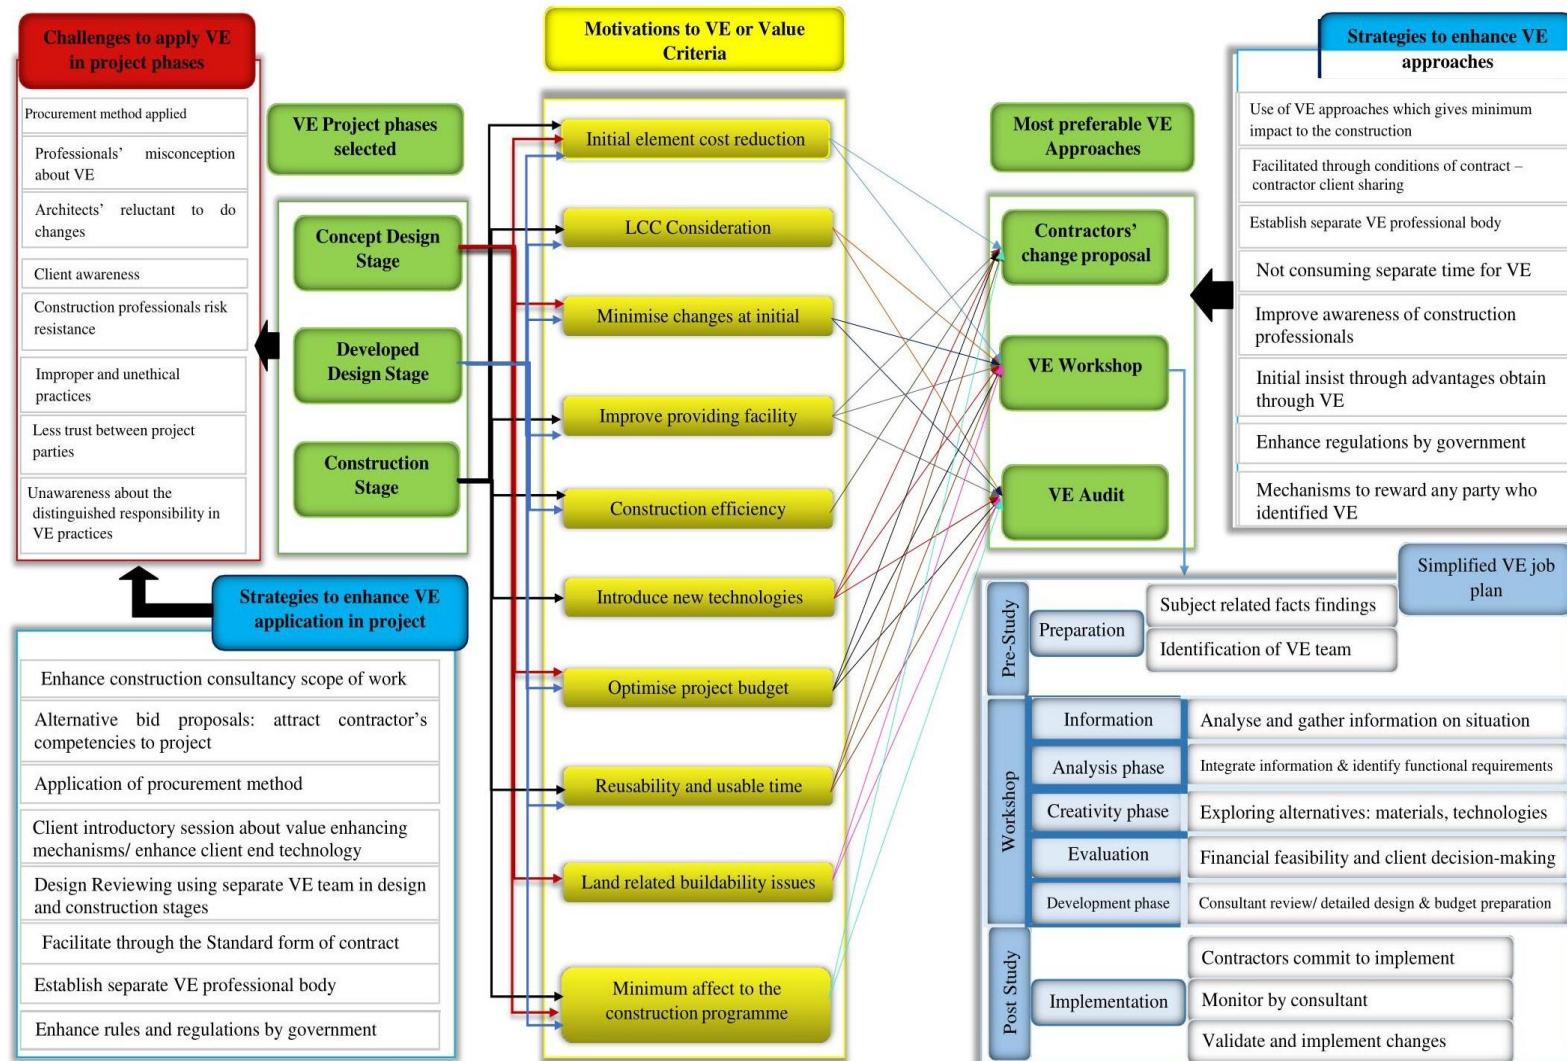 Challenges to apply VE
in project phases
Procurement method applied
Professionals’ misconception
about VE
Architects’ reluctant to do
changes
Client awareness
Construction professionals risk
resistance
Improper and unethical
practices
Less trust between project
parties
Unawareness about the
distinguished responsibility in
VE practices
VE Project phases
selected
Concept Design
Stage
Developed
Design Stage
Construction
Stage
Strategies to enhance VE
application in project
Enhance construction consultancy scope of work
Alternative bid proposals: attract contractor’s
competencies to project
Application of procurement method
Client introductory session about value enhancing
mechanisms/ enhance client end technology
Design Reviewing using separate VE team in design
and construction stages
Facilitate through the Standard form of contract
Establish separate VE professional body
Enhance rules and regulations by government
Motivations to VE or Value
Criteria
Initial element cost reduction
LCC Consideration
Minimise changes at initial
Improve providing facility
Construction efficiency
Introduce new technologies
Optimise project budget
Reusability and usable time
Land related buildability issues
Minimum affect to the
construction programme
Most preferable VE
Approaches
Contractors’
change proposal
VE Workshop
VE Audit
Strategies to enhance VE
approaches
Use of VE approaches which gives minimum
impact to the construction
Facilitated through conditions of contract –
contractor client sharing
Establish separate VE professional body
Not consuming separate time for VE
Improve awareness of construction
professionals
Initial insist through advantages obtain
through VE
Enhance regulations by government
Mechanisms to reward any party who
identified VE
Simplified VE job
plan
Pre-Study
Preparation
Subject related facts findings
Identification of VE team
Workshop
Information
Analyse and gather information on situation
Analysis phase
Integrate information & identify functional requirements
Creativity phase
Exploring alternatives: materials, technologies
Evaluation
Financial feasibility and client decision-making
Development phase
Consultant review/ detailed design & budget preparation
Post Study
Implementation
Contractors commit to implement
Monitor by consultant
Validate and implement changes